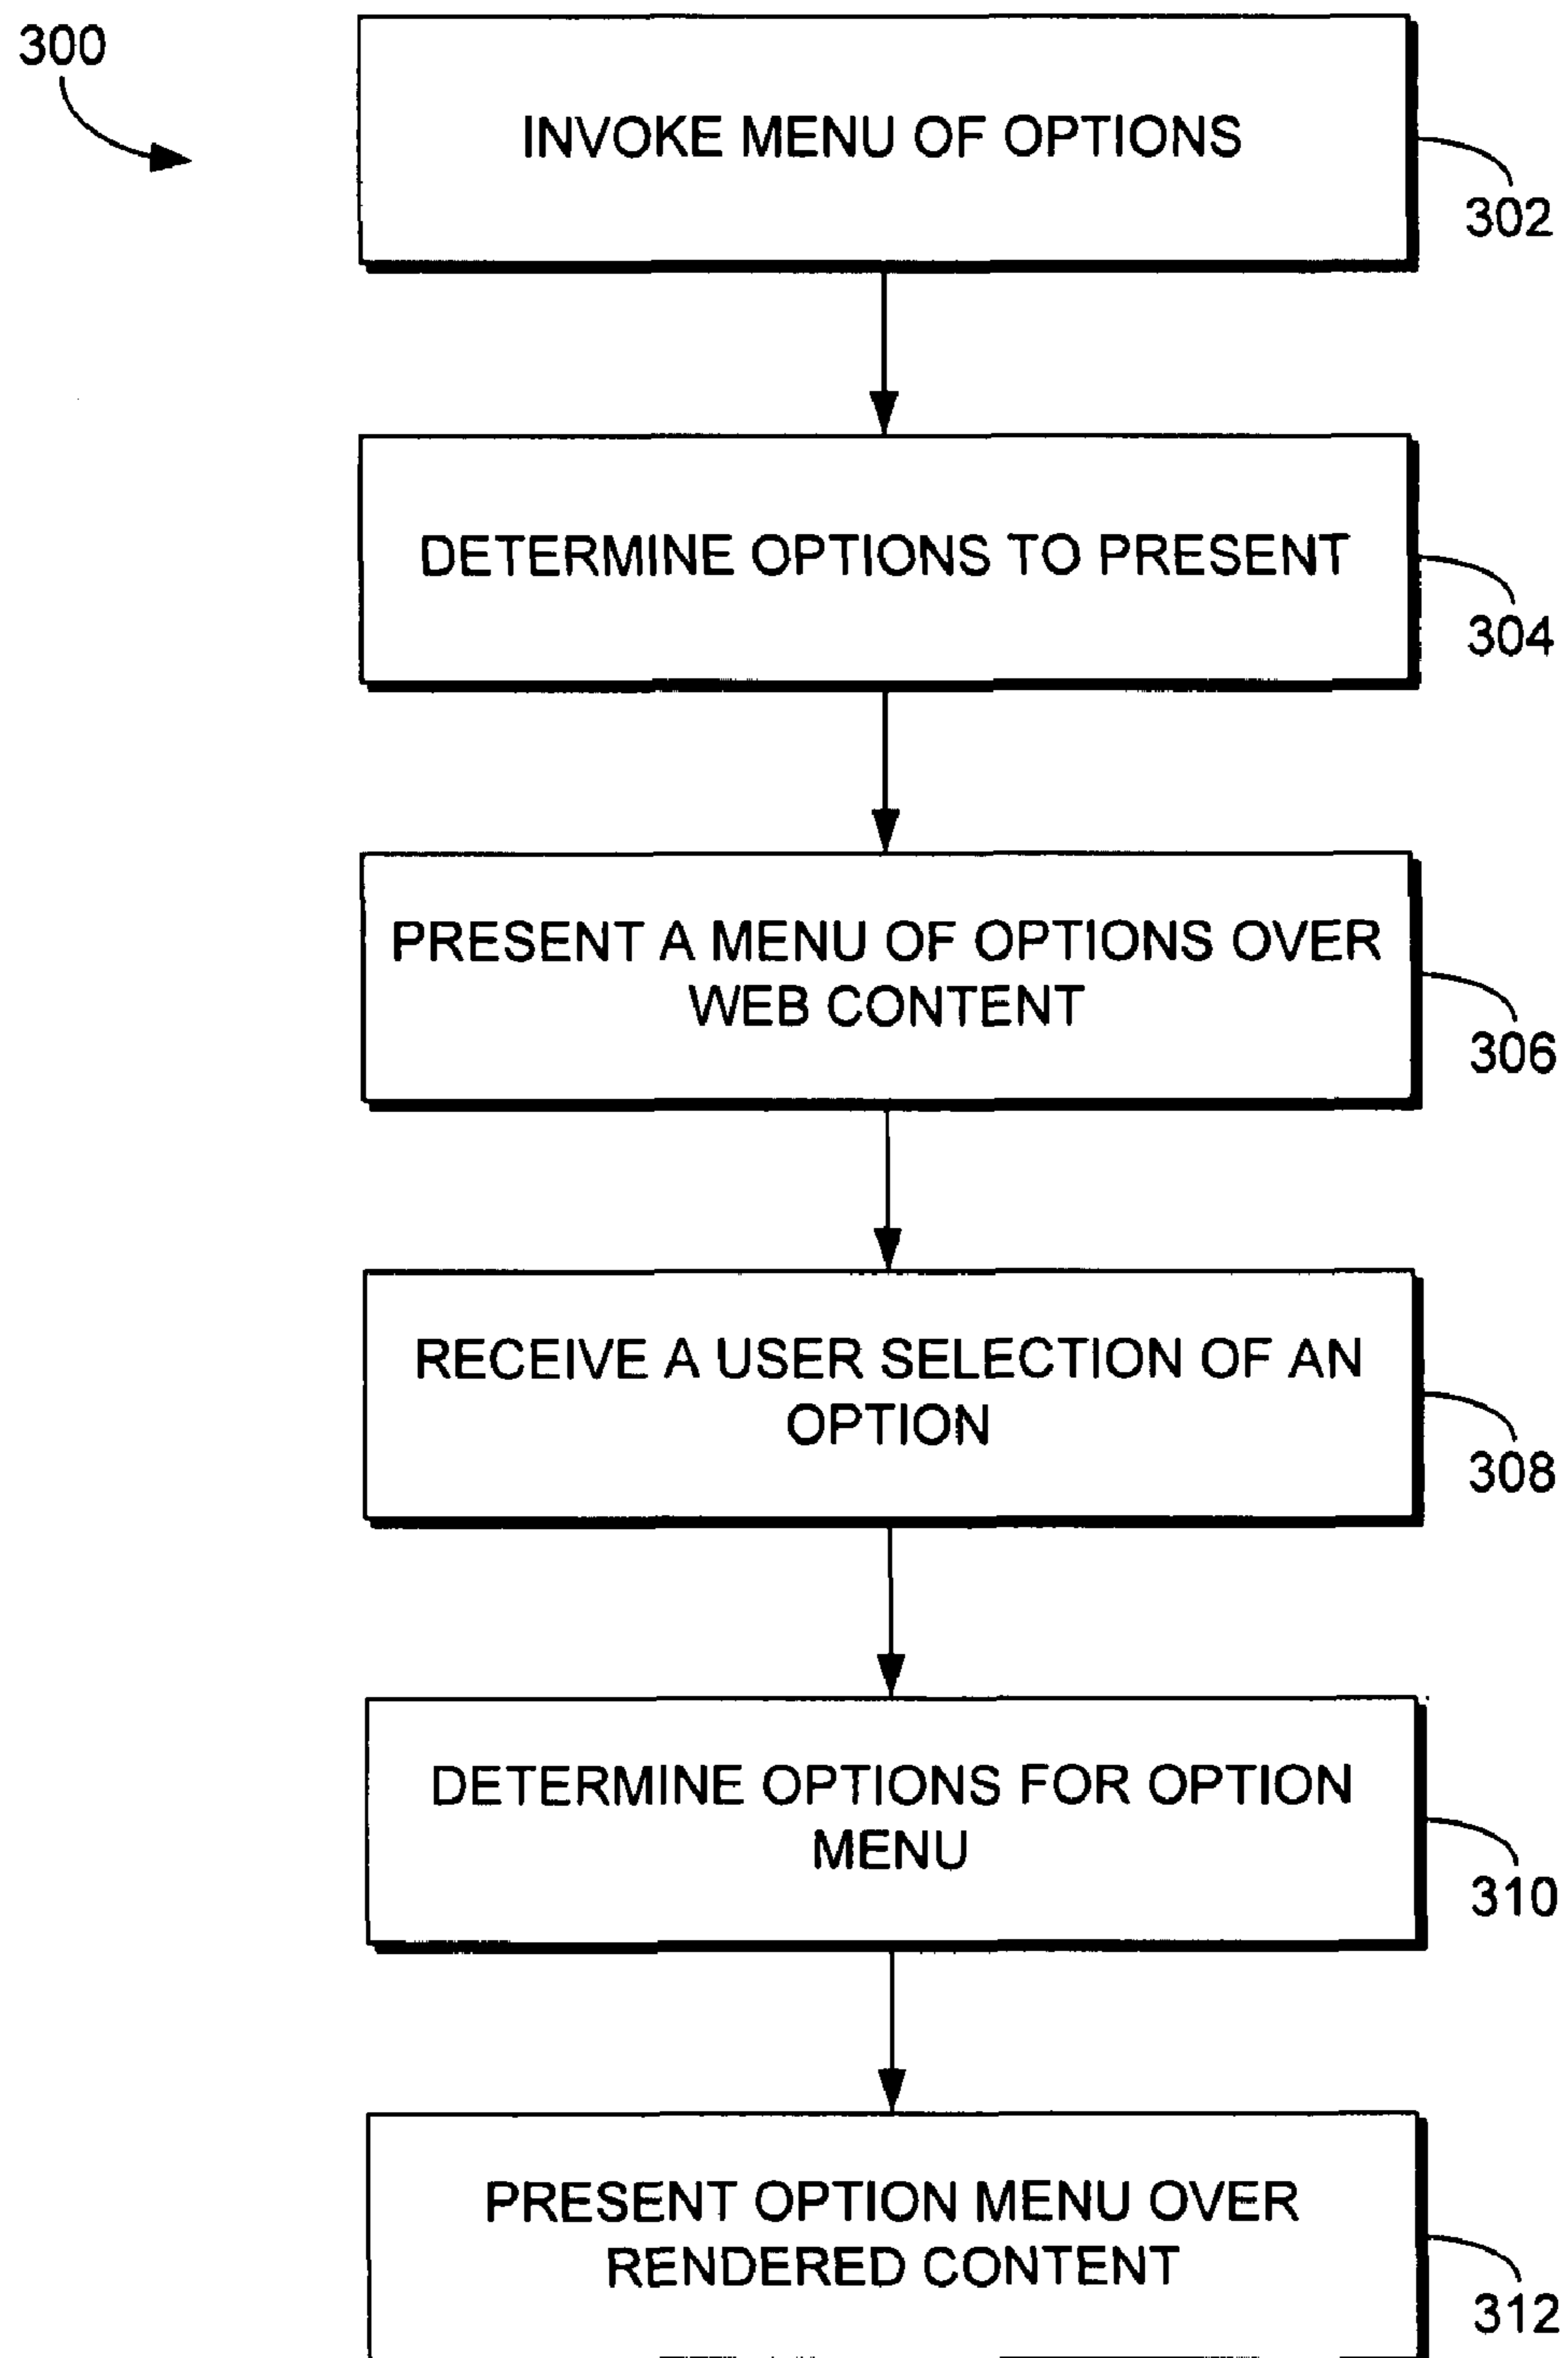 300
INVOKE MENU OF OPTIONS
302
DETERMINE OPTIONS TO PRESENT
304
PRESENT A MENU OF OPTIONS OVER
WEB CONTENT
306
RECEIVE A USER SELECTION OF AN
OPTION
308
DETERMINE OPTIONS FOR OPTION
MENU
310
PRESENT OPTION MENU OVER
RENDERED CONTENT
312